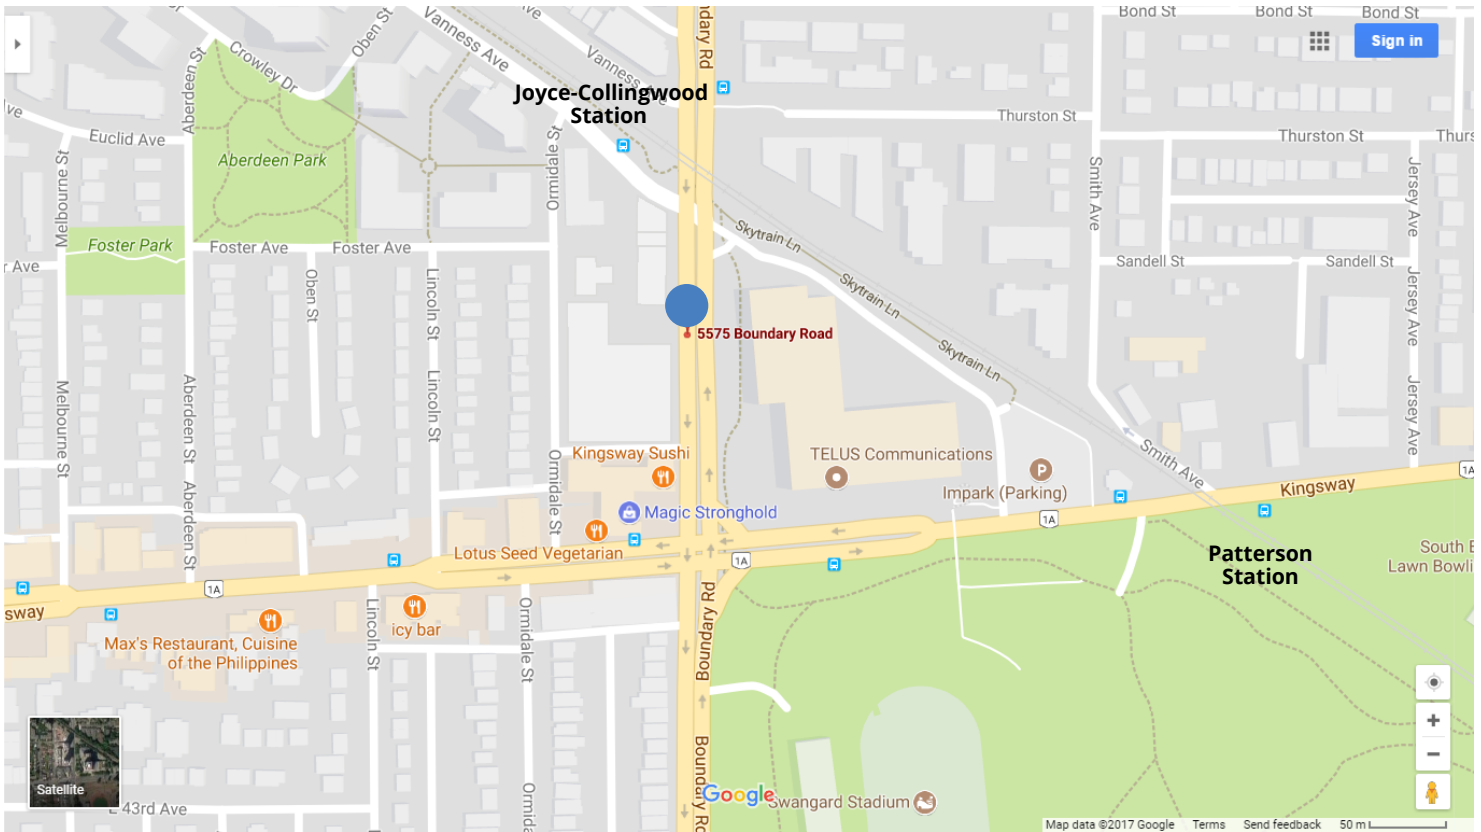 Bond St
Bond St
Bond St
Sign in
Vanness Ave
Vanness Ave
Oben St
Crowley Dr
Aberdeen St
Euclid Ave
Aberdeen Park
Melbourne St
Foster Park
Foster Ave
Foster Ave
Joyce-Collingwood
Station
Ormidale St
Thurston St
Thurston St
Smith Ave
Jersey Ave
Skytrain Ln
Skytrain Ln
Skytrain Ln
Sandell St
Sandell St
Jersey Ave
Jersey Ave
Oben St
Lincoln St
Lincoln St
5575 Boundary Road
Melbourne St
Aberdeen St
Aberdeen St
Ormidale St
Kingsway Sushi
Magic Stronghold
Lotus Seed Vegetarian
TELUS Communications
P
Impark (Parking)
Smith Ave
Kingsway
1A
1A
1A
1A
Patterson
Station
South
Lawn
sway
Max's Restaurant, Cuisine
of the Philippines
icy bar
Lincoln St
Ormidale St
Boundary Rd
Boundary
Satellite
E 43rd Ave
Google
Swangard Stadium
Map data ©2017 Google Terms Send feedback 50 m